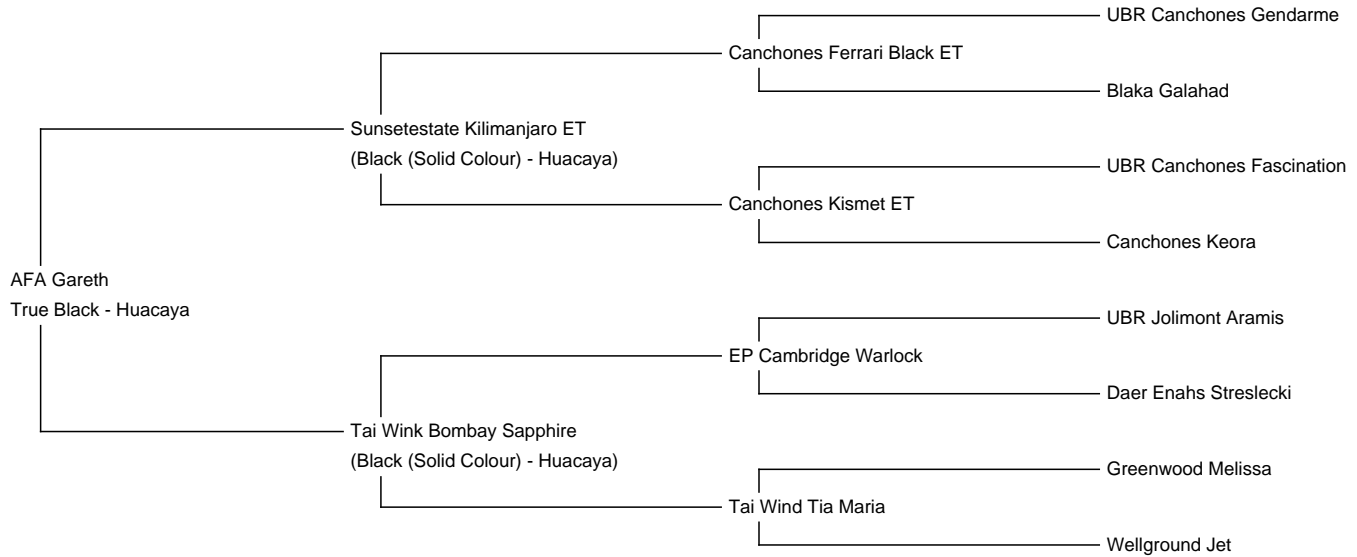 UBR Canchones Gendarme
Canchones Ferrari Black ET
Blaka Galahad
Sunsetestate Kilimanjaro ET
(Black (Solid Colour) - Huacaya)
UBR Canchones Fascination
Canchones Kismet ET
Canchones Keora
AFA Gareth
True Black - Huacaya
UBR Jolimont Aramis
EP Cambridge Warlock
Daer Enahs Streslecki
Tai Wink Bombay Sapphire
(Black (Solid Colour) - Huacaya)
Greenwood Melissa
Tai Wind Tia Maria
Wellground Jet